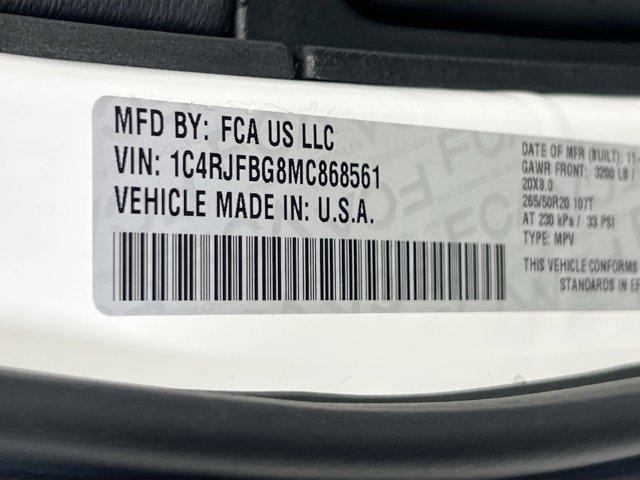 MFD BY: FCA US LLC
VIN: 1C4RJFBG8MC868561
VEHICLE MADE IN: U.S.A.
DATE OF MFR (BUILT): 11-
GAWR FRONT: 3200 LB /
20X8.0
265/50R20 107T
AT 230 kPa / 33 PSI
TYPE: MPV
THIS VEHICLE CONFORMS
STANDARDS IN EF